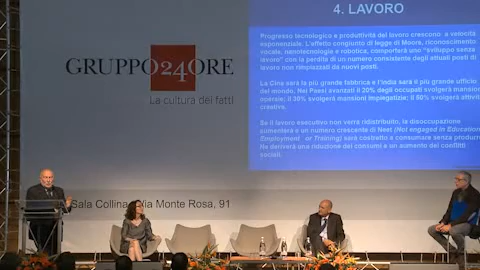 4. LAVORO
Progresso tecnologico e produttività del lavoro crescono a velocità
esponenziale. L'effetto congiunto di legge di Moore, riconoscimento
vocale, nanotecnologia e robotica, comporterà uno "sviluppo senza
lavoro" con la perdita di un numero consistente degli attuali posti di
lavoro non rimpiazzati da nuovi posti.
La Cina sarà la più grande fabbrica e l'India sarà il più grande ufficio
del mondo. Nei Paesi avanzati il 20% degli occupati svolgerà mansioni
operaie; il 20% svolgerà mansioni impiegatizie; il 60% svolgerà attività
creative.
Se il lavoro esecutivo non verrà ridistribuito, la disoccupazione
aumenterà e un numero crescente di Neet (Not engaged in Education,
Employment or Training) sarà costretto a consumare senza produrre.
Ne deriverà una riduzione dei consumi e un aumento dei conflitti
sociali.
GRUPPO24ORE
La cultura dei fatti
Sala Collina, Via Monte Rosa, 91